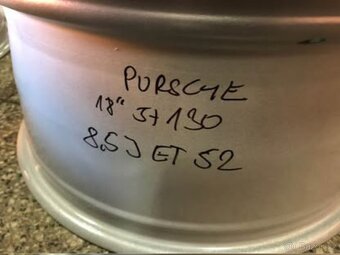 PORSCHE
18" 5x130
8,5J ET 52